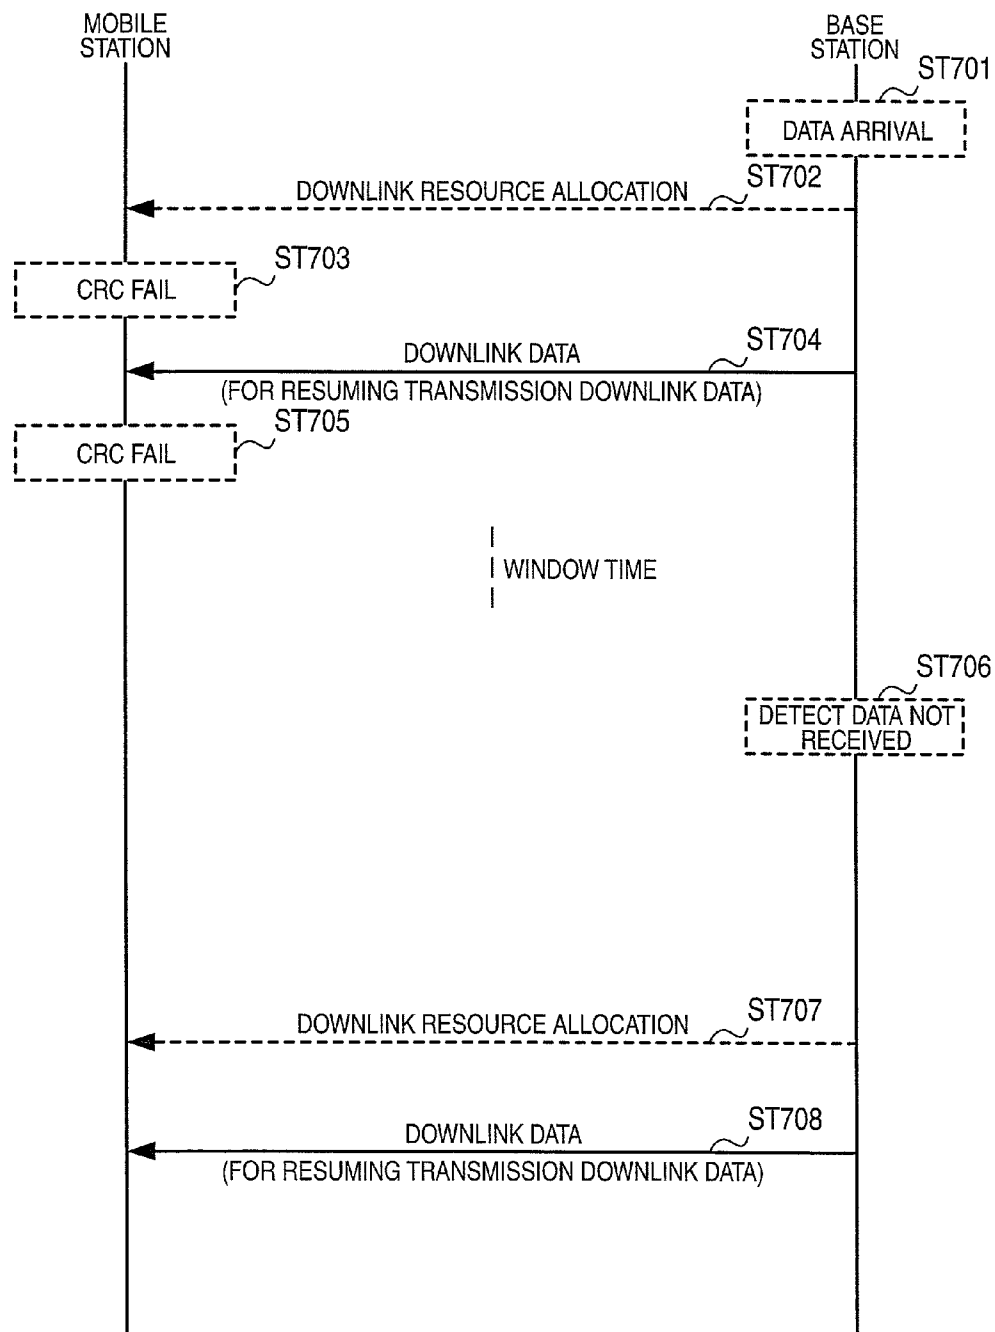 MOBILE
STATION
BASE
STATION
ST701
DATA ARRIVAL
ST702
DOWNLINK RESOURCE ALLOCATION
ST703
CRC FAIL
ST704
DOWNLINK DATA
(FOR RESUMING TRANSMISSION DOWNLINK DATA)
ST705
CRC FAIL
WINDOW TIME
ST706
DETECT DATA NOT
RECEIVED
ST707
DOWNLINK RESOURCE ALLOCATION
ST708
DOWNLINK DATA
(FOR RESUMING TRANSMISSION DOWNLINK DATA)